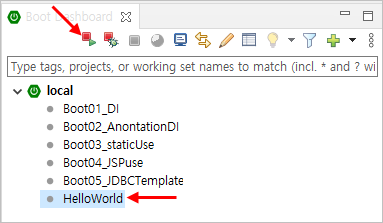 Boot Dashboard
Type tags, projects, or working set names to match (incl. * and ? wi
local
Boot01_DI
Boot02_AnontationDI
Boot03_staticUse
Boot04_JSPuse
Boot05_JDBCTemplate
HelloWorld